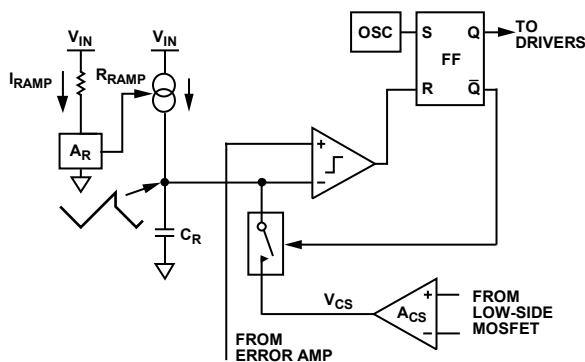 V_IN
V_IN
I_RAMP
R_RAMP
A_R
C_R
OSC
S
Q
TO
DRIVERS
FF
R
Q̅
+
–
V_CS
A_CS
+
–
FROM
LOW-SIDE
MOSFET
FROM
ERROR AMP